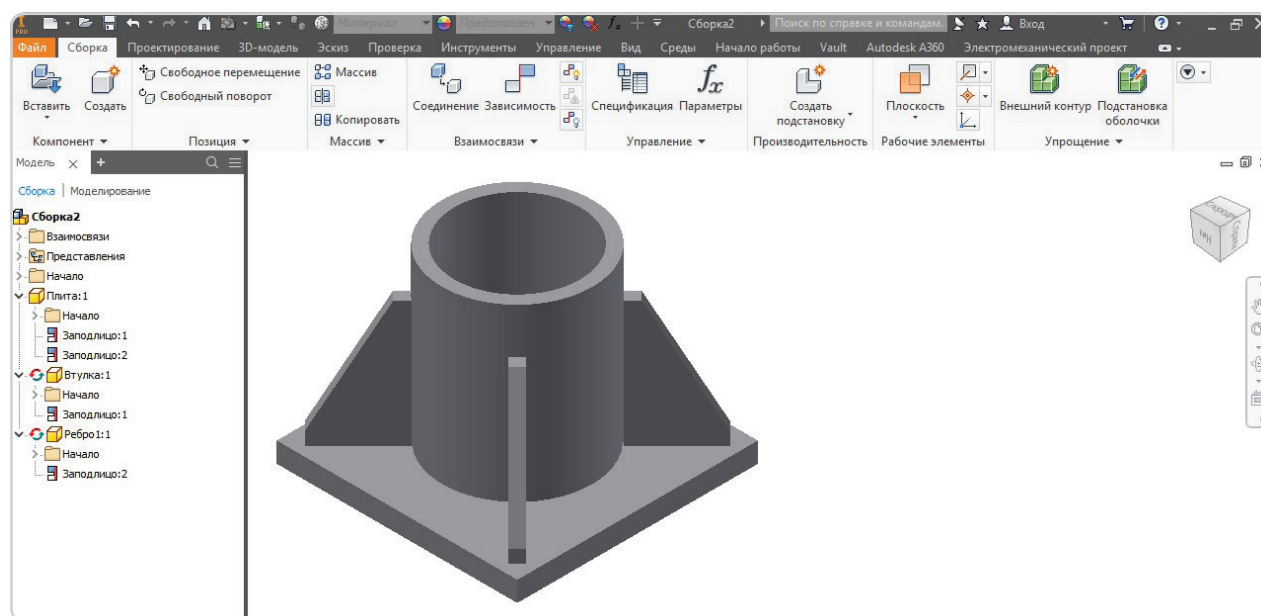 PRO
Материал
Представлен
Сборка2
Поиск по справке и командам.
Вход
Файл Сборка Проектирование 3D-модель Эскиз Проверка Инструменты Управление Вид Среды Начало работы Vault Autodesk A360 Электромеханический проект
Свободное перемещение
Свободный поворот
Массив
Копировать
Вставить Создать
Соединение Зависимость
Спецификация Параметры
Создать
подстановку
Плоскость
Внешний контур Подстановка
оболочки
Компонент Позиция Массив Взаимосвязи Управление Производительность Рабочие элементы Упрощение
Модель
Сборка | Моделирование
Сборка2
Взаимосвязи
Представления
Начало
Плита:1
Начало
Заподлицо:1
Заподлицо:2
Втулка:1
Начало
Заподлицо:1
Ребро1:1
Начало
Заподлицо:2